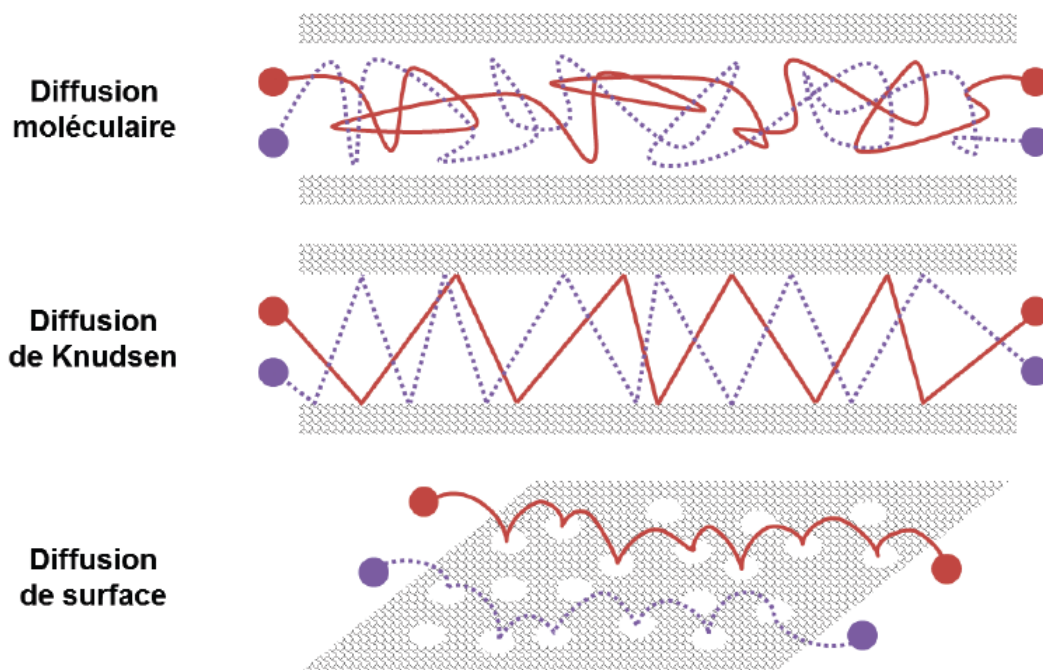 Diffusion
moléculaire
Diffusion
de Knudsen
Diffusion
de surface